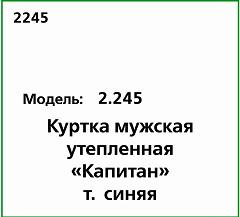 2245
Модель: 2.245
Куртка мужская
утепленная
«Капитан»
т. синяя